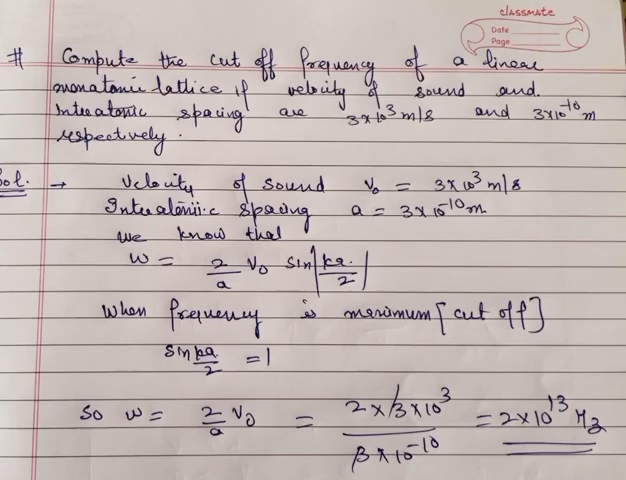 classmate
Date
Page
# Compute the cut off frequency of a linear
monatomic lattice if velocity of sound and
Interatomic spacing are 3×10³ m/s and 3×10⁻¹⁰ m
respectively.
Sol. → Velocity of sound V₀ = 3×10³ m/s
Interatomic spacing a = 3×10⁻¹⁰ m.
We know that
W = 2/a V₀ sin|ka/2|
When frequency is maximum [cut off]
sin ka/2 = 1
So W = 2/a V₀ = 2×3×10³/3×10⁻¹⁰ = 2×10¹³ Hz